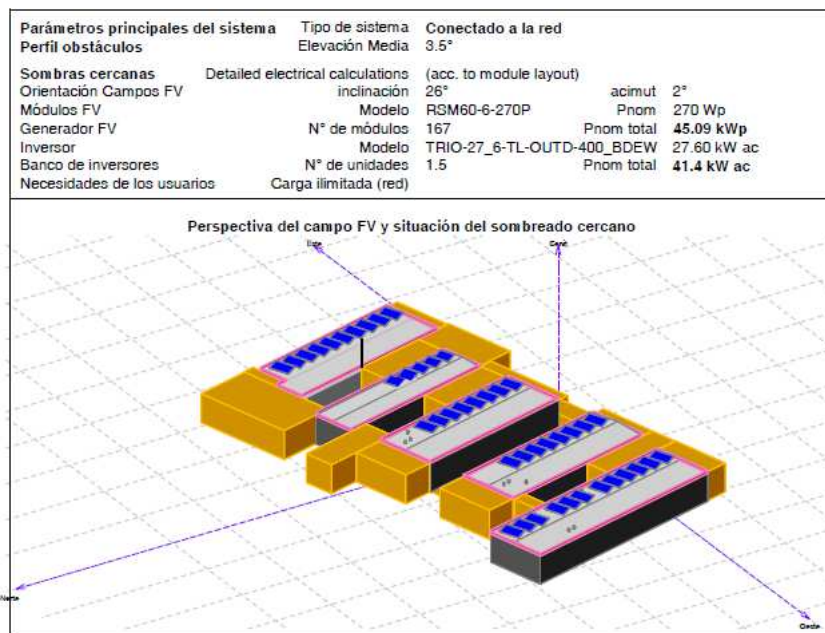 Parámetros principales del sistema Tipo de sistema Conectado a la red
Perfil obstáculos Elevación Media 3.5°
Sombras cercanas Detailed electrical calculations (acc. to module layout)
Orientación Campos FV inclinación 26° acimut 2°
Módulos FV Modelo RSM60-6-270P Pnom 270 Wp
Generador FV N° de módulos 167 Pnom total 45.09 kWp
Inversor Modelo TRIO-27_6-TL-OUTD-400_BDEW 27.60 kW ac
Banco de inversores N° de unidades 1.5 Pnom total 41.4 kW ac
Necesidades de los usuarios Carga ilimitada (red)
Perspectiva del campo FV y situación del sombreado cercano
Este
Cenit
Norte
Oeste